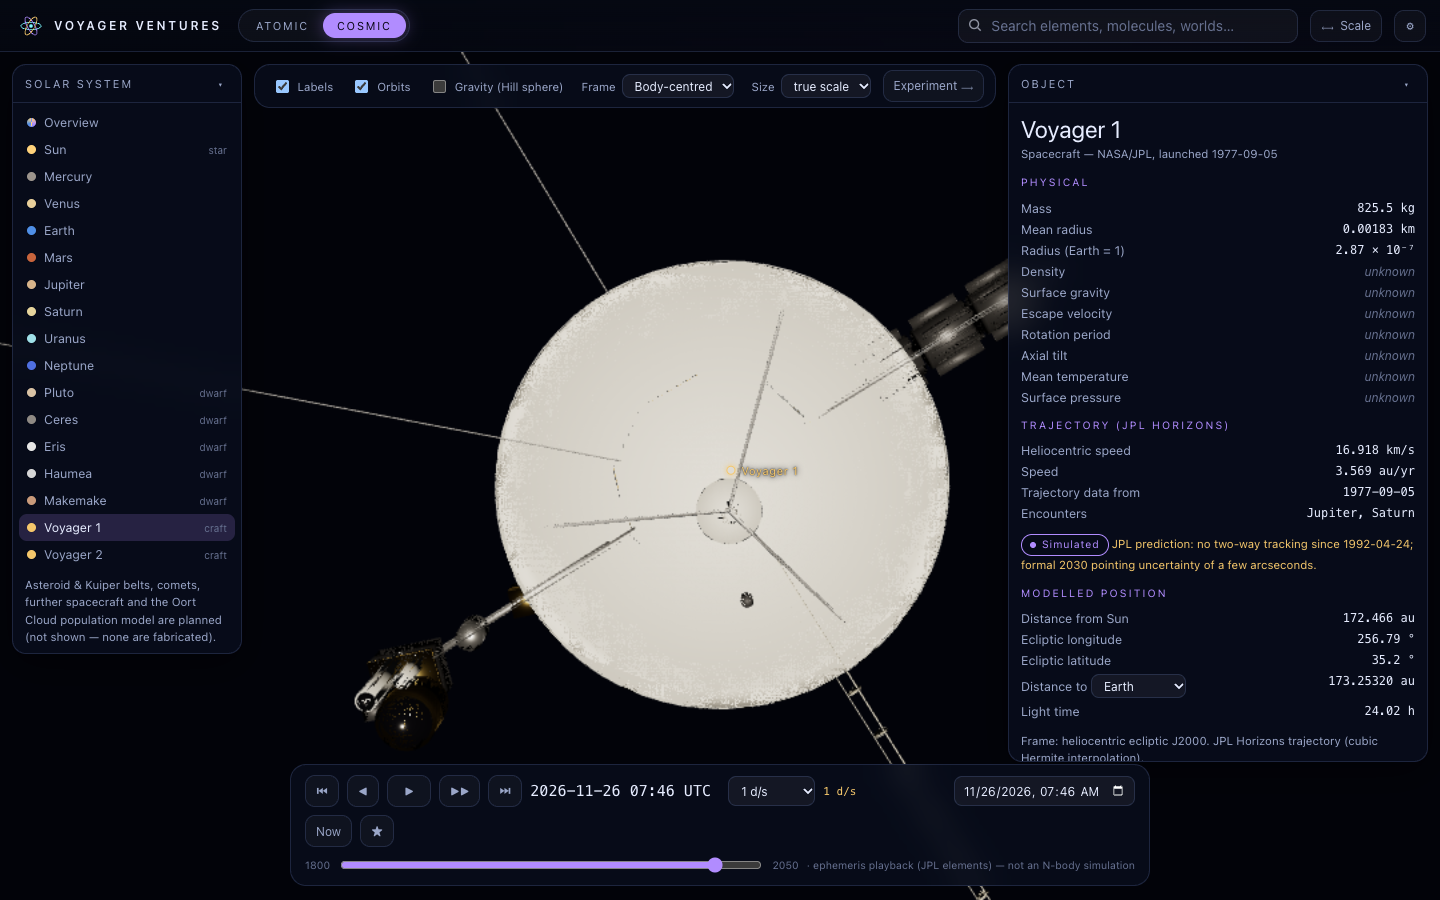 VOYAGER VENTURES
ATOMIC
COSMIC
Search elements, molecules, worlds...
Scale
SOLAR SYSTEM
Overview
Sun star
Mercury
Venus
Earth
Mars
Jupiter
Saturn
Uranus
Neptune
Pluto dwarf
Ceres dwarf
Eris dwarf
Haumea dwarf
Makemake dwarf
Voyager 1 craft
Voyager 2 craft
Asteroid & Kuiper belts, comets,
further spacecraft and the Oort
Cloud population model are planned
(not shown — none are fabricated).
Labels
Orbits
Gravity (Hill sphere)
Frame Body-centred
Size true scale
Experiment
Voyager 1
OBJECT
Voyager 1
Spacecraft — NASA/JPL, launched 1977-09-05
PHYSICAL
Mass 825.5 kg
Mean radius 0.00183 km
Radius (Earth = 1) 2.87 × 10⁻⁷
Density unknown
Surface gravity unknown
Escape velocity unknown
Rotation period unknown
Axial tilt unknown
Mean temperature unknown
Surface pressure unknown
TRAJECTORY (JPL HORIZONS)
Heliocentric speed 16.918 km/s
Speed 3.569 au/yr
Trajectory data from 1977-09-05
Encounters Jupiter, Saturn
Simulated JPL prediction: no two-way tracking since 1992-04-24;
formal 2030 pointing uncertainty of a few arcseconds.
MODELLED POSITION
Distance from Sun 172.466 au
Ecliptic longitude 256.79 °
Ecliptic latitude 35.2 °
Distance to Earth 173.25320 au
Light time 24.02 h
Frame: heliocentric ecliptic J2000. JPL Horizons trajectory (cubic
Hermite interpolation).
2026-11-26 07:46 UTC
1 d/s
1 d/s
11/26/2026, 07:46 AM
Now
1800
2050 · ephemeris playback (JPL elements) — not an N-body simulation